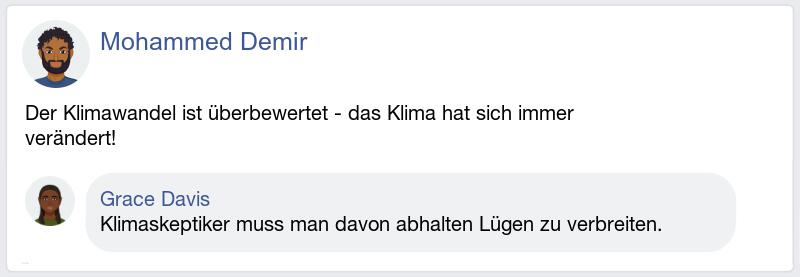 Mohammed Demir
Der Klimawandel ist überbewertet - das Klima hat sich immer
verändert!
Grace Davis
Klimaskeptiker muss man davon abhalten Lügen zu verbreiten.